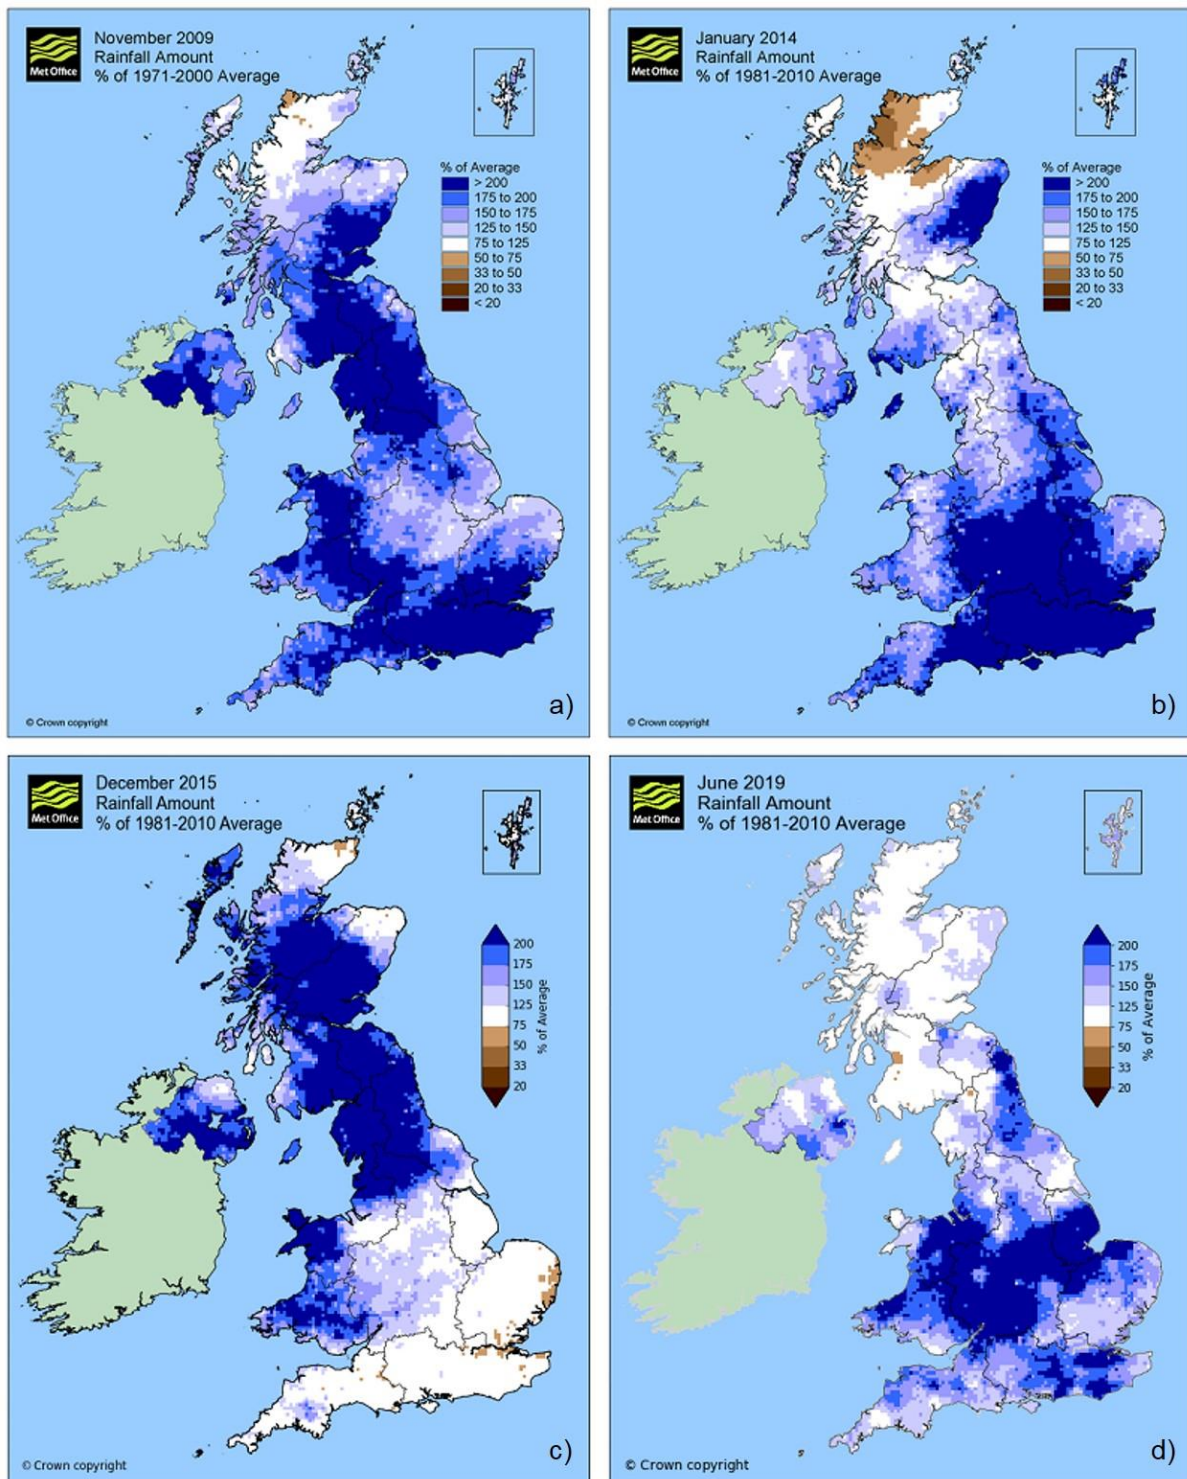 Met Office
November 2009
Rainfall Amount
% of 1971-2000 Average
% of Average
> 200
175 to 200
150 to 175
125 to 150
75 to 125
50 to 75
33 to 50
20 to 33
< 20
© Crown copyright
a)
Met Office
January 2014
Rainfall Amount
% of 1981-2010 Average
% of Average
> 200
175 to 200
150 to 175
125 to 150
75 to 125
50 to 75
33 to 50
20 to 33
< 20
© Crown copyright
b)
Met Office
December 2015
Rainfall Amount
% of 1981-2010 Average
200
175
150
125
75
50
33
20
% of Average
© Crown copyright
c)
Met Office
June 2019
Rainfall Amount
% of 1981-2010 Average
200
175
150
125
75
50
33
20
% of Average
© Crown copyright
d)